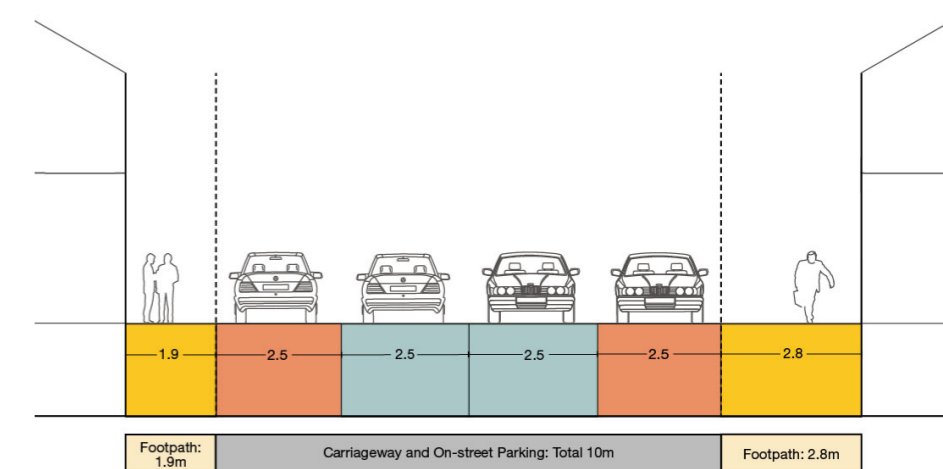 1.9 2.5 2.5 2.5 2.5 2.8
Footpath:
1.9m
Carriageway and On-street Parking: Total 10m
Footpath: 2.8m